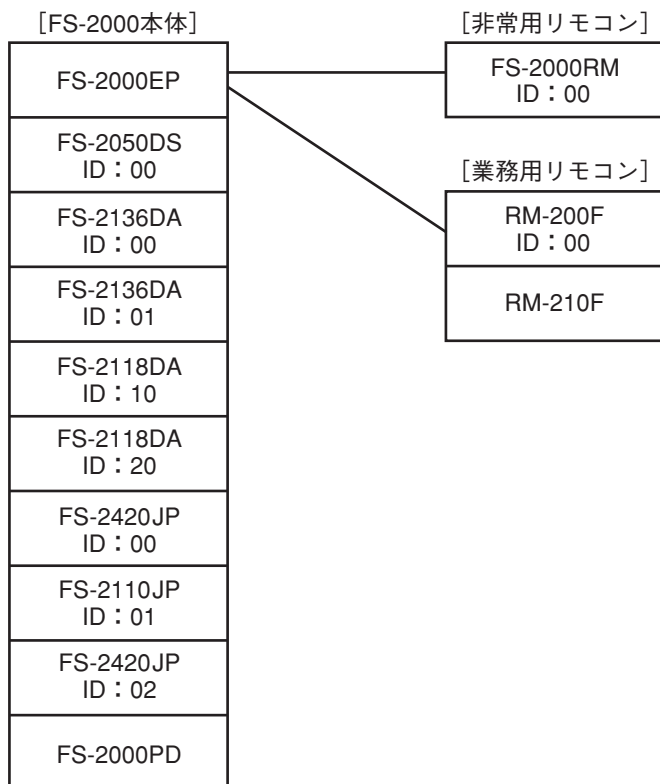 [FS-2000本体]
FS-2000EP
FS-2050DS
ID：00
FS-2136DA
ID：00
FS-2136DA
ID：01
FS-2118DA
ID：10
FS-2118DA
ID：20
FS-2420JP
ID：00
FS-2110JP
ID：01
FS-2420JP
ID：02
FS-2000PD
[非常用リモコン]
FS-2000RM
ID：00
[業務用リモコン]
RM-200F
ID：00
RM-210F